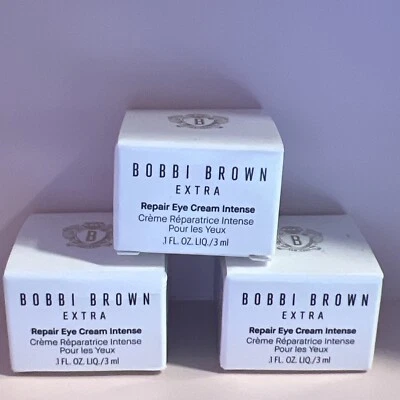 B
BOBBI BROWN
EXTRA
Repair Eye Cream Intense
Crème Réparatrice Intense
Pour les Yeux
.1 FL. OZ. LIQ./3 ml
B
BOBBI BROWN
EXTRA
Repair Eye Cream Intense
Crème Réparatrice Intense
Pour les Yeux
.1 FL. OZ. LIQ./3 ml
BOBBI BROWN
EXTRA
Repair Eye Cream Intense
Crème Réparatrice Intense
Pour les Yeux
.1 FL. OZ. LIQ./3 ml